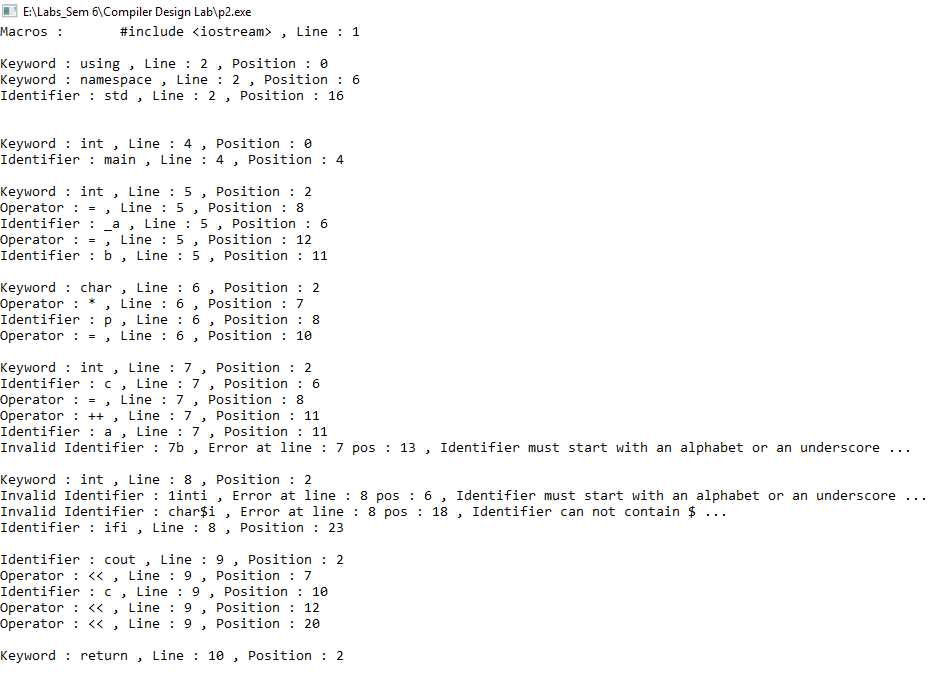 E:\Labs_Sem 6\Compiler Design Lab\p2.exe
Macros :       #include <iostream> , Line : 1
Keyword : using , Line : 2 , Position : 0
Keyword : namespace , Line : 2 , Position : 6
Identifier : std , Line : 2 , Position : 16
Keyword : int , Line : 4 , Position : 0
Identifier : main , Line : 4 , Position : 4
Keyword : int , Line : 5 , Position : 2
Operator : = , Line : 5 , Position : 8
Identifier : _a , Line : 5 , Position : 6
Operator : = , Line : 5 , Position : 12
Identifier : b , Line : 5 , Position : 11
Keyword : char , Line : 6 , Position : 2
Operator : * , Line : 6 , Position : 7
Identifier : p , Line : 6 , Position : 8
Operator : = , Line : 6 , Position : 10
Keyword : int , Line : 7 , Position : 2
Identifier : c , Line : 7 , Position : 6
Operator : = , Line : 7 , Position : 8
Operator : ++ , Line : 7 , Position : 11
Identifier : a , Line : 7 , Position : 11
Invalid Identifier : 7b , Error at line : 7 pos : 13 , Identifier must start with an alphabet or an underscore ...
Keyword : int , Line : 8 , Position : 2
Invalid Identifier : 1inti , Error at line : 8 pos : 6 , Identifier must start with an alphabet or an underscore ...
Invalid Identifier : char$i , Error at line : 8 pos : 18 , Identifier can not contain $ ...
Identifier : ifi , Line : 8 , Position : 23
Identifier : cout , Line : 9 , Position : 2
Operator : << , Line : 9 , Position : 7
Identifier : c , Line : 9 , Position : 10
Operator : << , Line : 9 , Position : 12
Operator : << , Line : 9 , Position : 20
Keyword : return , Line : 10 , Position : 2